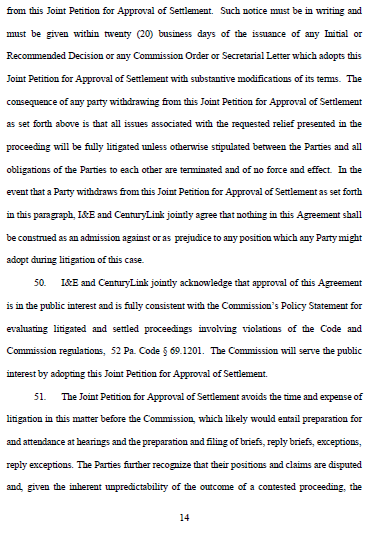 from this Joint Petition for Approval of Settlement.  Such notice must be in writing and
must be given within twenty (20) business days of the issuance of any Initial or
Recommended Decision or any Commission Order or Secretarial Letter which adopts this
Joint Petition for Approval of Settlement with substantive modifications of its terms.  The
consequence of any party withdrawing from this Joint Petition for Approval of Settlement
as set forth above is that all issues associated with the requested relief presented in the
proceeding will be fully litigated unless otherwise stipulated between the Parties and all
obligations of the Parties to each other are terminated and of no force and effect.  In the
event that a Party withdraws from this Joint Petition for Approval of Settlement as set forth
in this paragraph, I&E and CenturyLink jointly agree that nothing in this Agreement shall
be construed as an admission against or as prejudice to any position which any Party might
adopt during litigation of this case.
50. I&E and CenturyLink jointly acknowledge that approval of this Agreement
is in the public interest and is fully consistent with the Commission's Policy Statement for
evaluating litigated and settled proceedings involving violations of the Code and
Commission regulations, 52 Pa. Code § 69.1201.  The Commission will serve the public
interest by adopting this Joint Petition for Approval of Settlement.
51. The Joint Petition for Approval of Settlement avoids the time and expense of
litigation in this matter before the Commission, which likely would entail preparation for
and attendance at hearings and the preparation and filing of briefs, reply briefs, exceptions,
reply exceptions. The Parties further recognize that their positions and claims are disputed
and, given the inherent unpredictability of the outcome of a contested proceeding, the
14